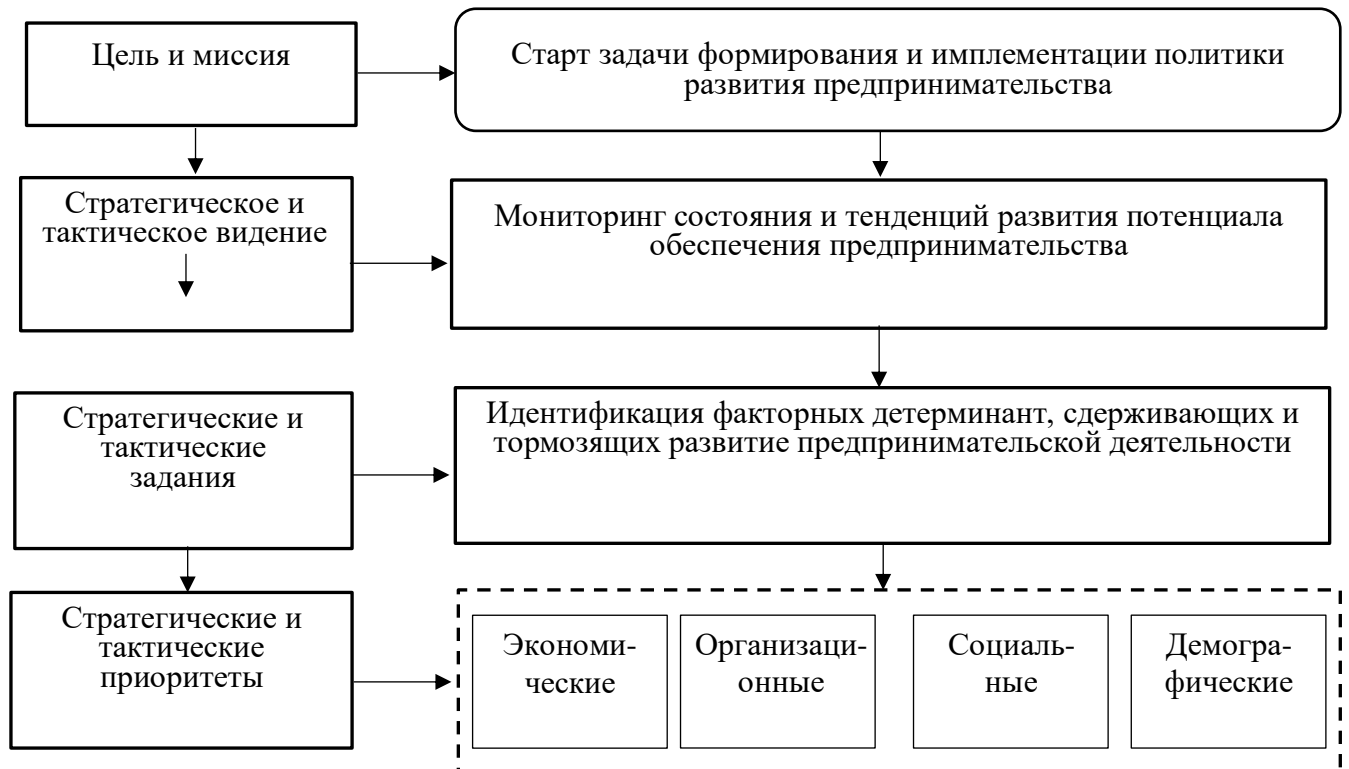 Цель и миссия
Старт задачи формирования и имплементации политики
развития предпринимательства
Стратегическое и
тактическое видение
Мониторинг состояния и тенденций развития потенциала
обеспечения предпринимательства
Стратегические и
тактические
задания
Идентификация факторных детерминант, сдерживающих и
тормозящих развитие предпринимательской деятельности
Стратегические и
тактические
приоритеты
Экономи-
ческие
Организаци-
онные
Социаль-
ные
Демогра-
фические